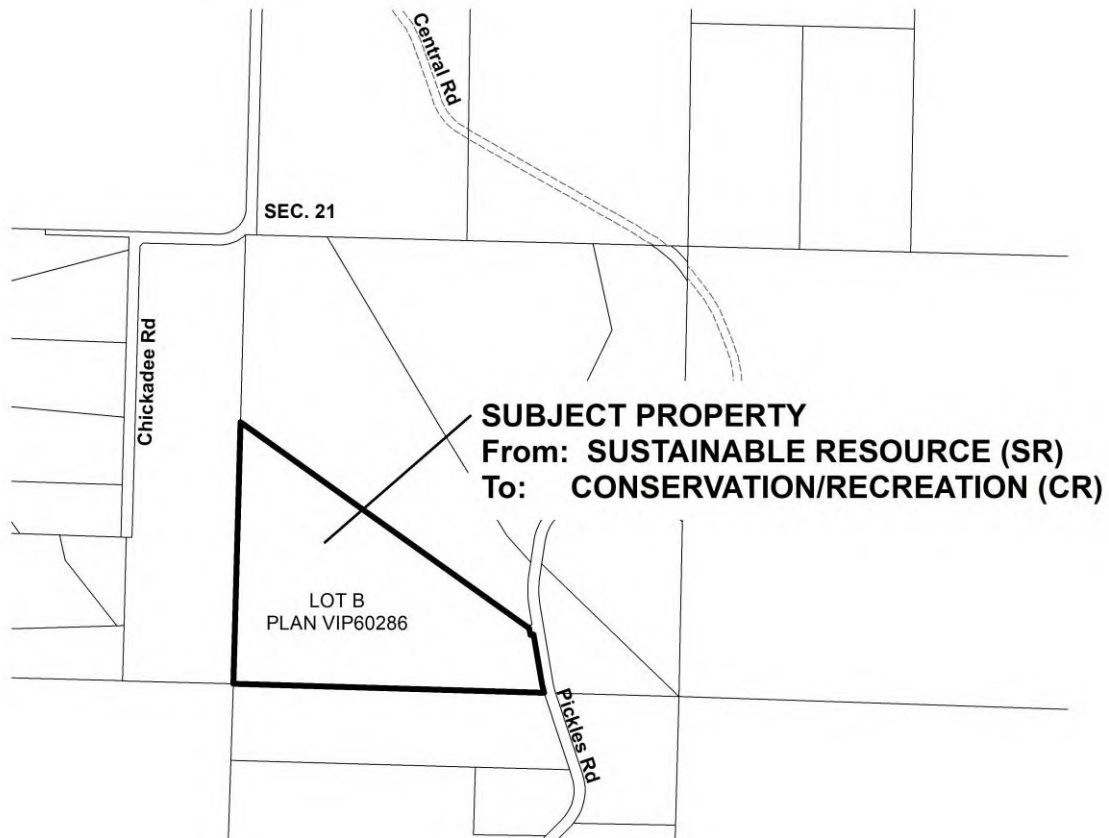 Central Rd
SEC. 21
Chickadee Rd
SUBJECT PROPERTY
From: SUSTAINABLE RESOURCE (SR)
To: CONSERVATION/RECREATION (CR)
LOT B
PLAN VIP60286
Pickles Rd